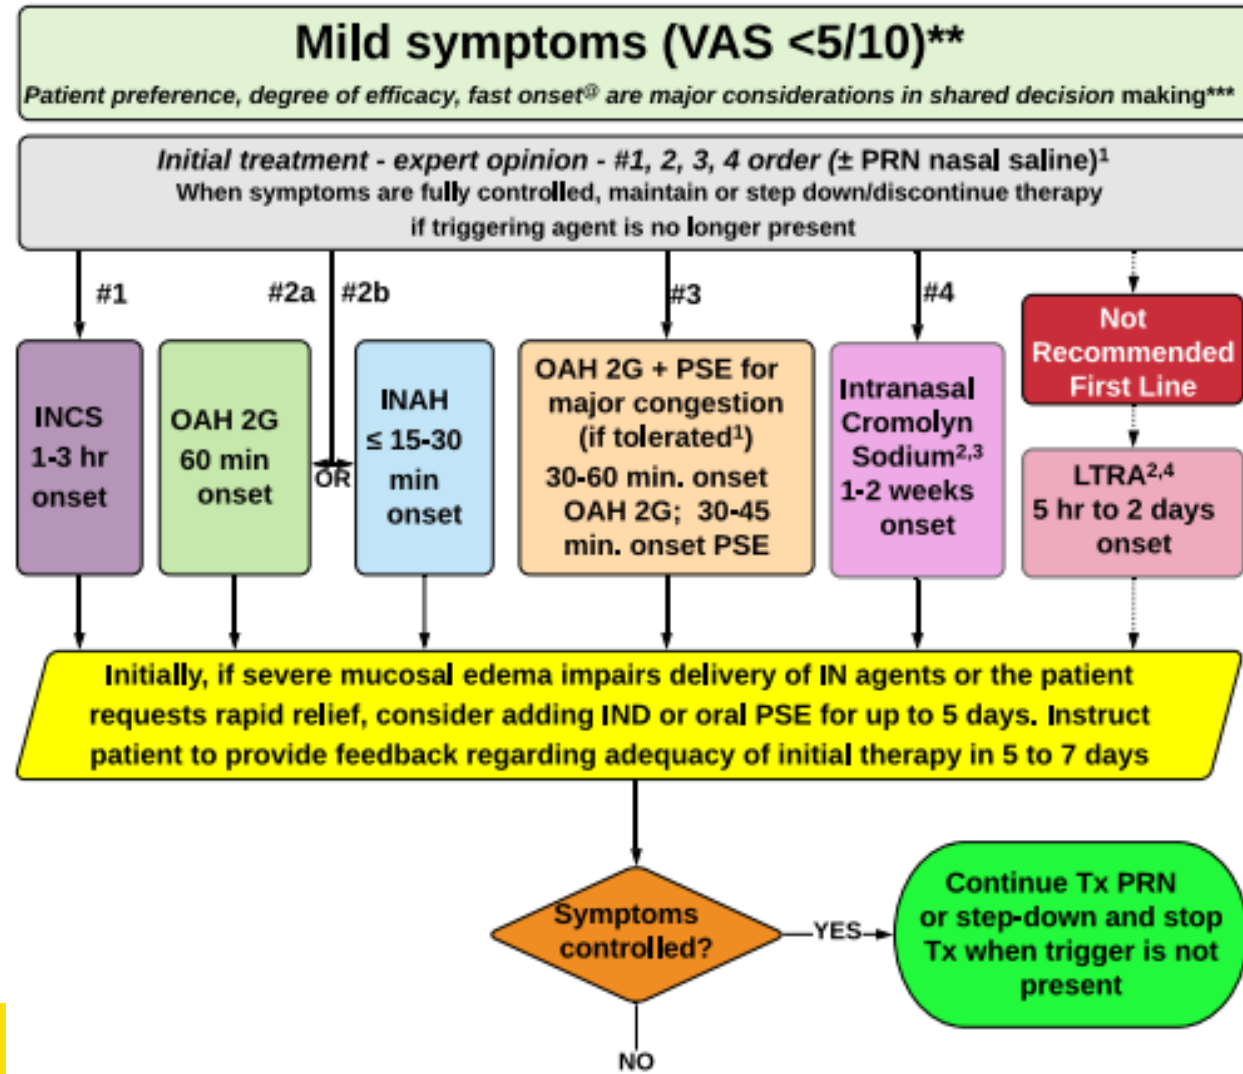 Mild symptoms (VAS <5/10)**
Patient preference, degree of efficacy, fast onset@ are major considerations in shared decision making***
Initial treatment - expert opinion - #1, 2, 3, 4 order (± PRN nasal saline)1
When symptoms are fully controlled, maintain or step down/discontinue therapy
if triggering agent is no longer present
#1
#2a
#2b
#3
#4
Not
Recommended
First Line
INCS
1-3 hr
onset
OAH 2G
60 min
onset
OR
INAH
≤ 15-30
min
onset
OAH 2G + PSE for
major congestion
(if tolerated1)
30-60 min. onset
OAH 2G; 30-45
min. onset PSE
Intranasal
Cromolyn
Sodium2,3
1-2 weeks
onset
LTRA2,4
5 hr to 2 days
onset
Initially, if severe mucosal edema impairs delivery of IN agents or the patient
requests rapid relief, consider adding IND or oral PSE for up to 5 days. Instruct
patient to provide feedback regarding adequacy of initial therapy in 5 to 7 days
Symptoms
controlled?
YES
Continue Tx PRN
or step-down and stop
Tx when trigger is not
present
NO